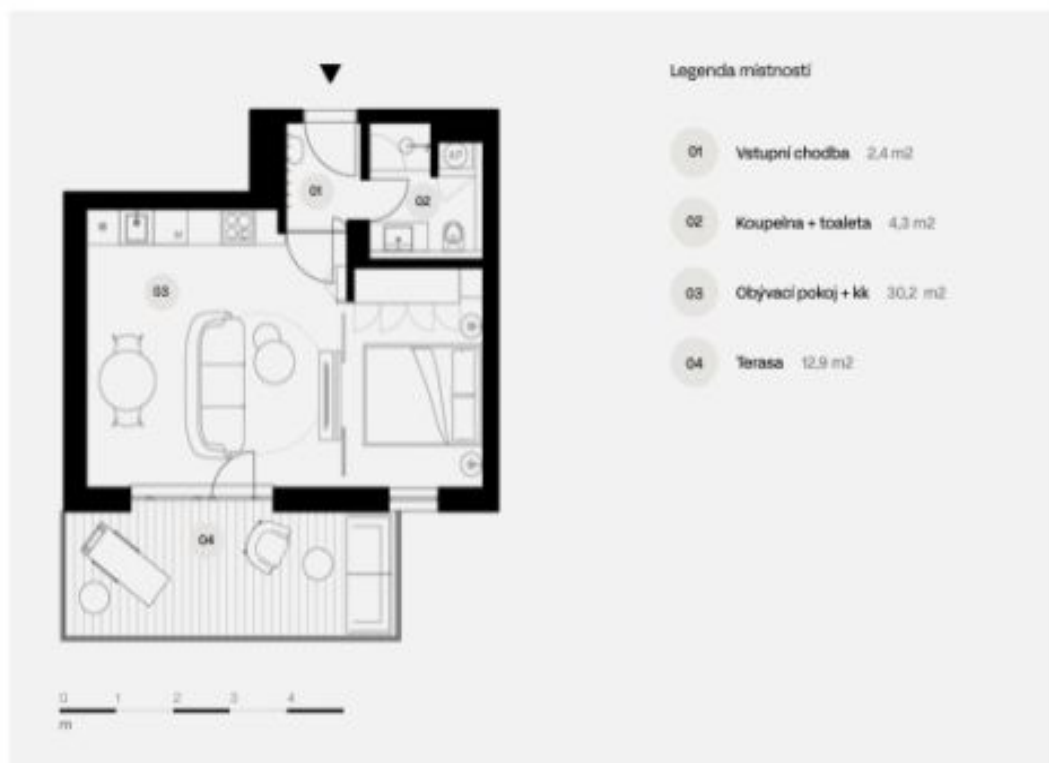 Legenda místností
01 Vstupní chodba 2,4 m2
02 Koupelna + toaleta 4,3 m2
03 Obývací pokoj + kk 30,2 m2
04 Terasa 12,9 m2
01
02
03
04
0 1 2 3 4
m